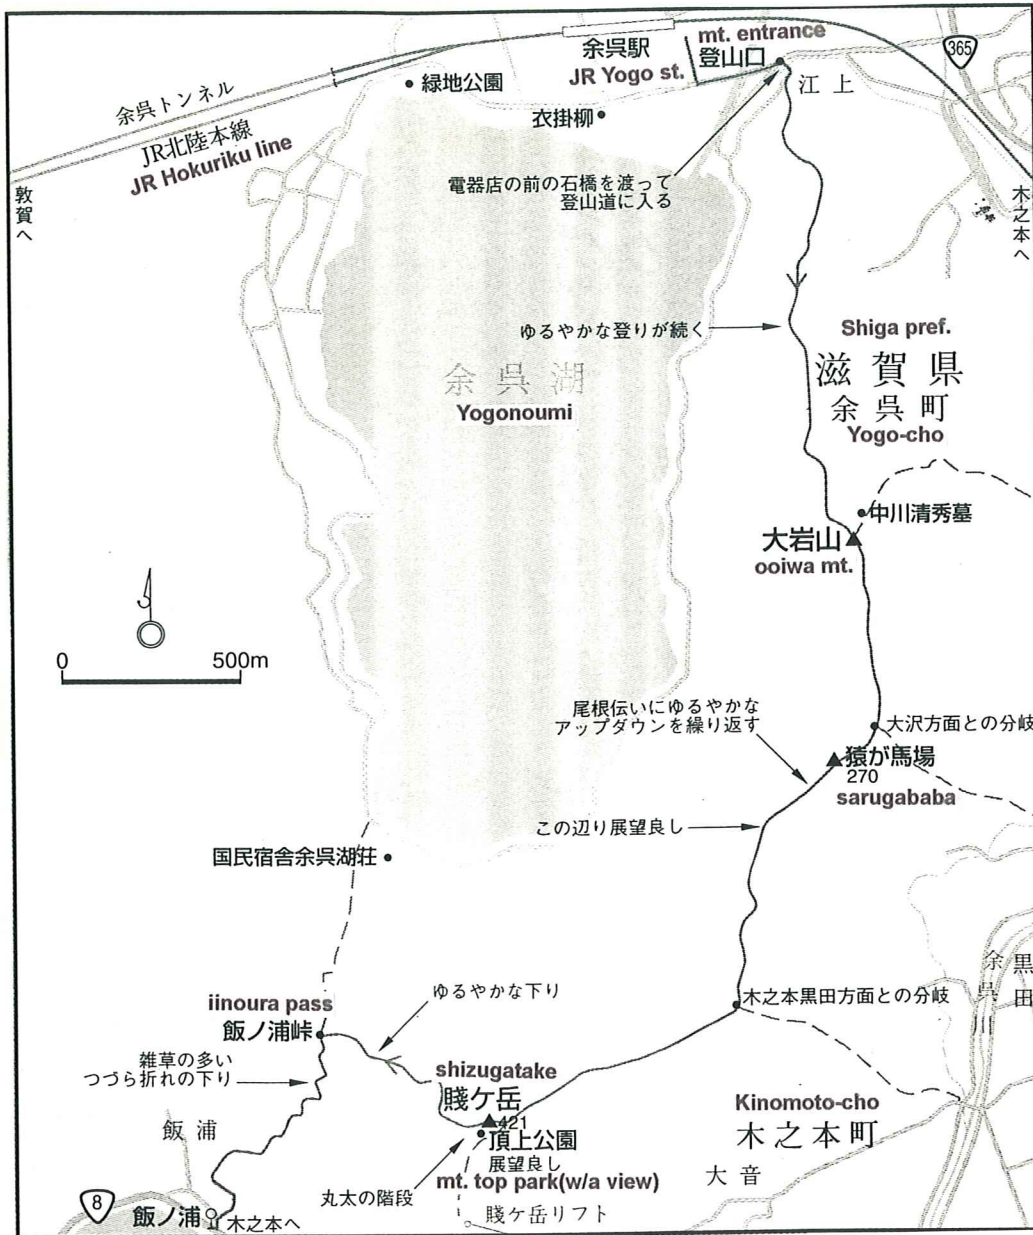 mt. entrance
余呉駅
登山口
JR Yogo st.
365
江上
余呉トンネル
緑地公園
衣掛柳
JR北陸本線
JR Hokuriku line
敦賀へ
木之本へ
電器店の前の石橋を渡って
登山道に入る
ゆるやかな登りが続く
Shiga pref.
滋賀県
余呉町
Yogo-cho
余呉湖
Yogonoumi
中川清秀墓
大岩山
ooiwa mt.
0 500m
尾根伝いにゆるやかな
アップダウンを繰り返す
大沢方面との分岐
猿が馬場
270
sarugababa
この辺り展望良し
国民宿舎余呉湖荘
余呉川
黒田
iinoura pass
飯ノ浦峠
ゆるやかな下り
木之本黒田方面との分岐
雑草の多い
つづら折れの下り
shizugatake
賤ケ岳
421
頂上公園
展望良し
mt. top park(w/a view)
Kinomoto-cho
木之本町
大音
飯浦
丸太の階段
賤ケ岳リフト
8
飯ノ浦
木之本へ